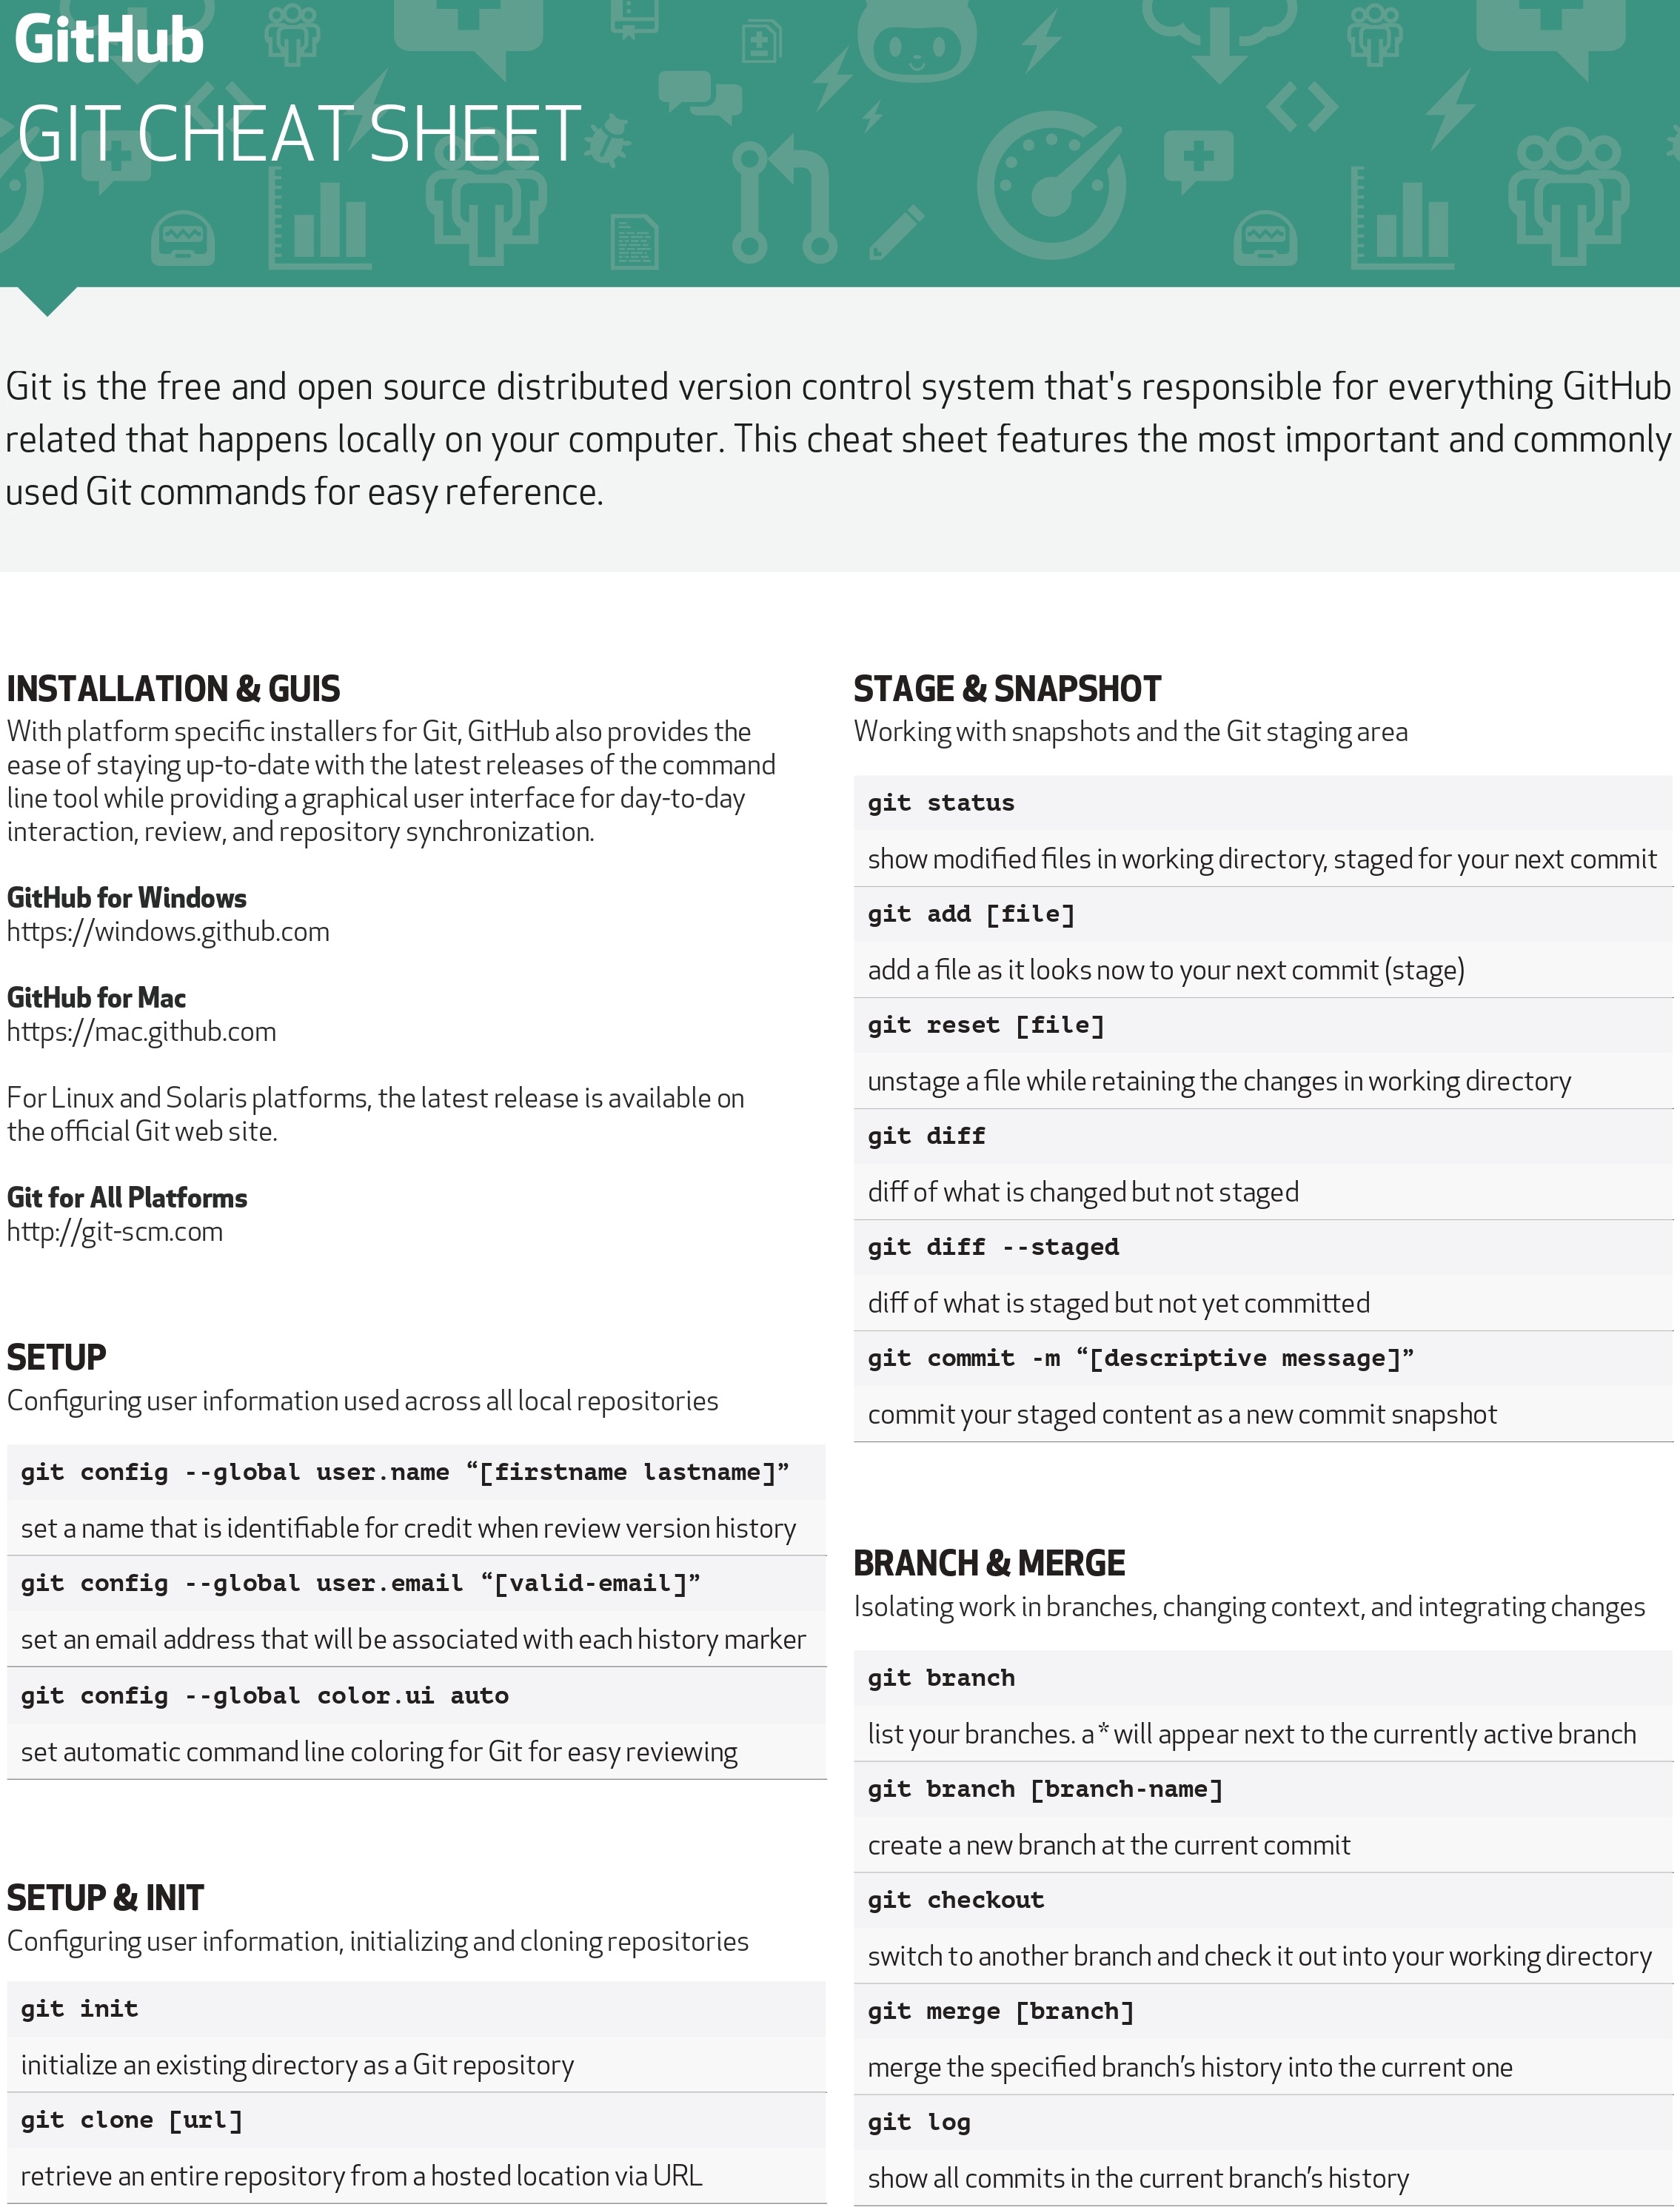 GitHub
GIT CHEAT SHEET
Git is the free and open source distributed version control system that's responsible for everything GitHub
related that happens locally on your computer. This cheat sheet features the most important and commonly
used Git commands for easy reference.
INSTALLATION & GUIS
With platform specific installers for Git, GitHub also provides the
ease of staying up-to-date with the latest releases of the command
line tool while providing a graphical user interface for day-to-day
interaction, review, and repository synchronization.
GitHub for Windows
https://windows.github.com
GitHub for Mac
https://mac.github.com
For Linux and Solaris platforms, the latest release is available on
the official Git web site.
Git for All Platforms
http://git-scm.com
SETUP
Configuring user information used across all local repositories
git config --global user.name “[firstname lastname]”
set a name that is identifiable for credit when review version history
git config --global user.email “[valid-email]”
set an email address that will be associated with each history marker
git config --global color.ui auto
set automatic command line coloring for Git for easy reviewing
SETUP & INIT
Configuring user information, initializing and cloning repositories
git init
initialize an existing directory as a Git repository
git clone [url]
retrieve an entire repository from a hosted location via URL
STAGE & SNAPSHOT
Working with snapshots and the Git staging area
git status
show modified files in working directory, staged for your next commit
git add [file]
add a file as it looks now to your next commit (stage)
git reset [file]
unstage a file while retaining the changes in working directory
git diff
diff of what is changed but not staged
git diff --staged
diff of what is staged but not yet committed
git commit -m “[descriptive message]”
commit your staged content as a new commit snapshot
BRANCH & MERGE
Isolating work in branches, changing context, and integrating changes
git branch
list your branches. a * will appear next to the currently active branch
git branch [branch-name]
create a new branch at the current commit
git checkout
switch to another branch and check it out into your working directory
git merge [branch]
merge the specified branch’s history into the current one
git log
show all commits in the current branch’s history